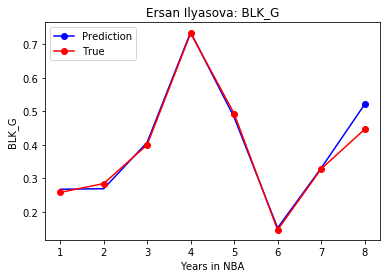 Ersan Ilyasova: BLK_G
Prediction
True
0.7
0.6
0.5
0.4
0.3
0.2
BLK_G
1 2 3 4 5 6 7 8
Years in NBA